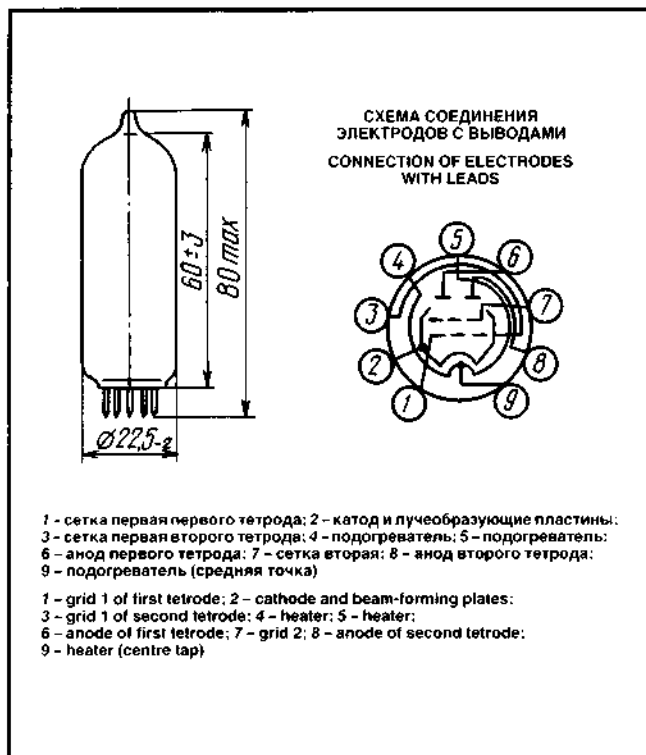 СХЕМА СОЕДИНЕНИЯ
ЭЛЕКТРОДОВ С ВЫВОДАМИ
CONNECTION OF ELECTRODES
WITH LEADS
60±3
80 max
Ø22,5-2
5
4
6
3
7
2
8
1
9
1 - сетка первая первого тетрода; 2 – катод и лучеобразующие пластины;
3 – сетка первая второго тетрода; 4 – подогреватель; 5 – подогреватель;
6 – анод первого тетрода; 7 – сетка вторая; 8 – анод второго тетрода;
9 – подогреватель (средняя точка)
1 – grid 1 of first tetrode; 2 – cathode and beam-forming plates;
3 – grid 1 of second tetrode; 4 – heater; 5 – heater;
6 – anode of first tetrode; 7 – grid 2; 8 – anode of second tetrode;
9 – heater (centre tap)